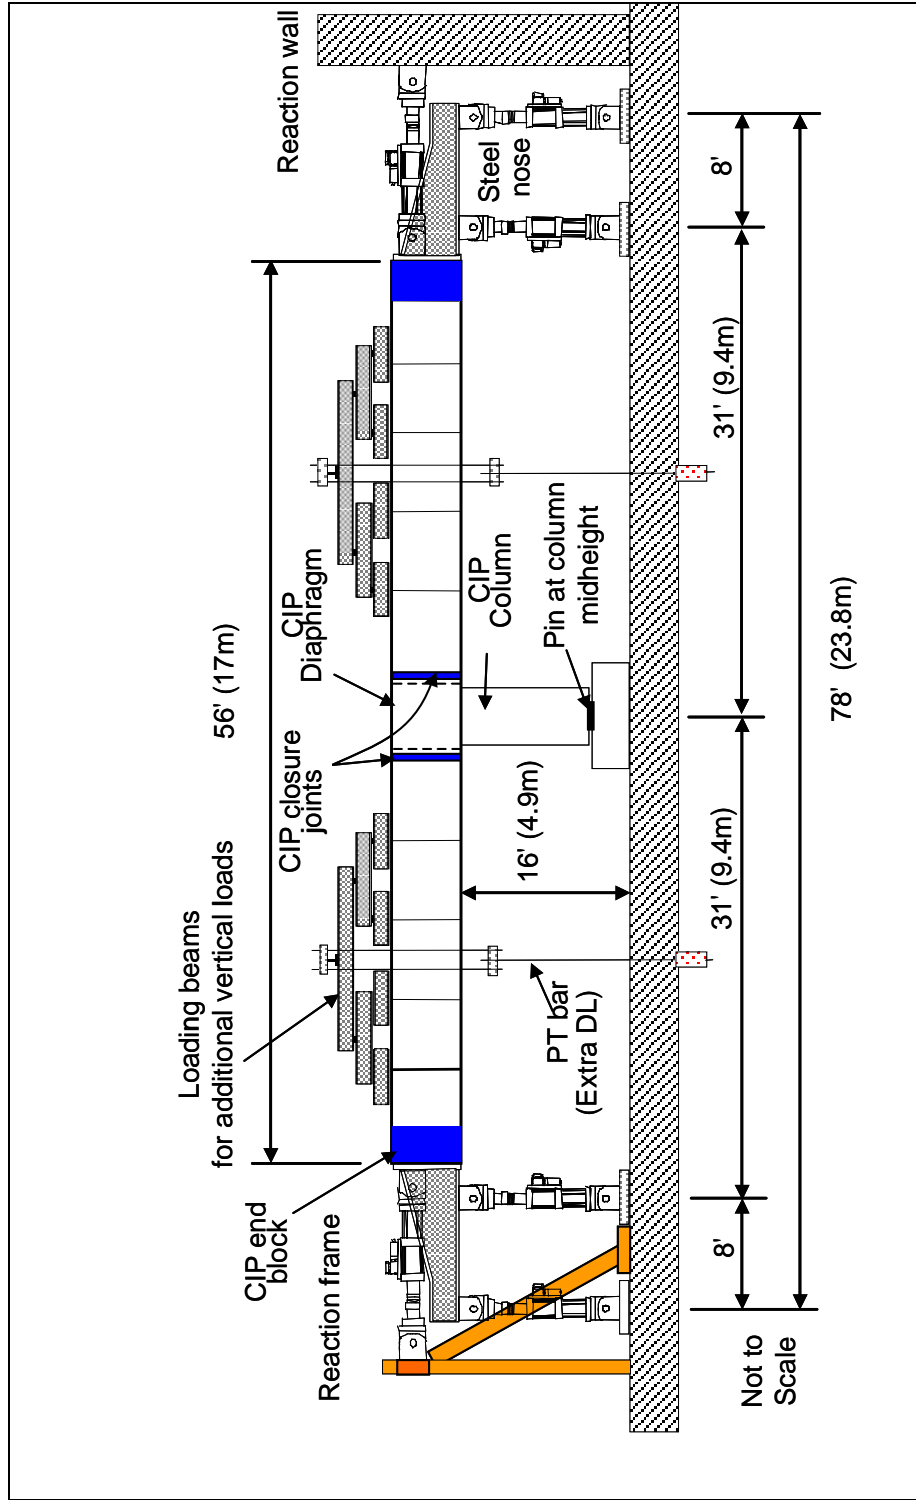 Loading beams
for additional vertical loads
56' (17m)
Reaction wall
CIP end
block
CIP closure
joints
CIP
Diaphragm
Reaction frame
Steel
nose
CIP
Column
16' (4.9m)
PT bar
(Extra DL)
Pin at column
midheight
8'
31' (9.4m)
31' (9.4m)
8'
Not to
Scale
78' (23.8m)